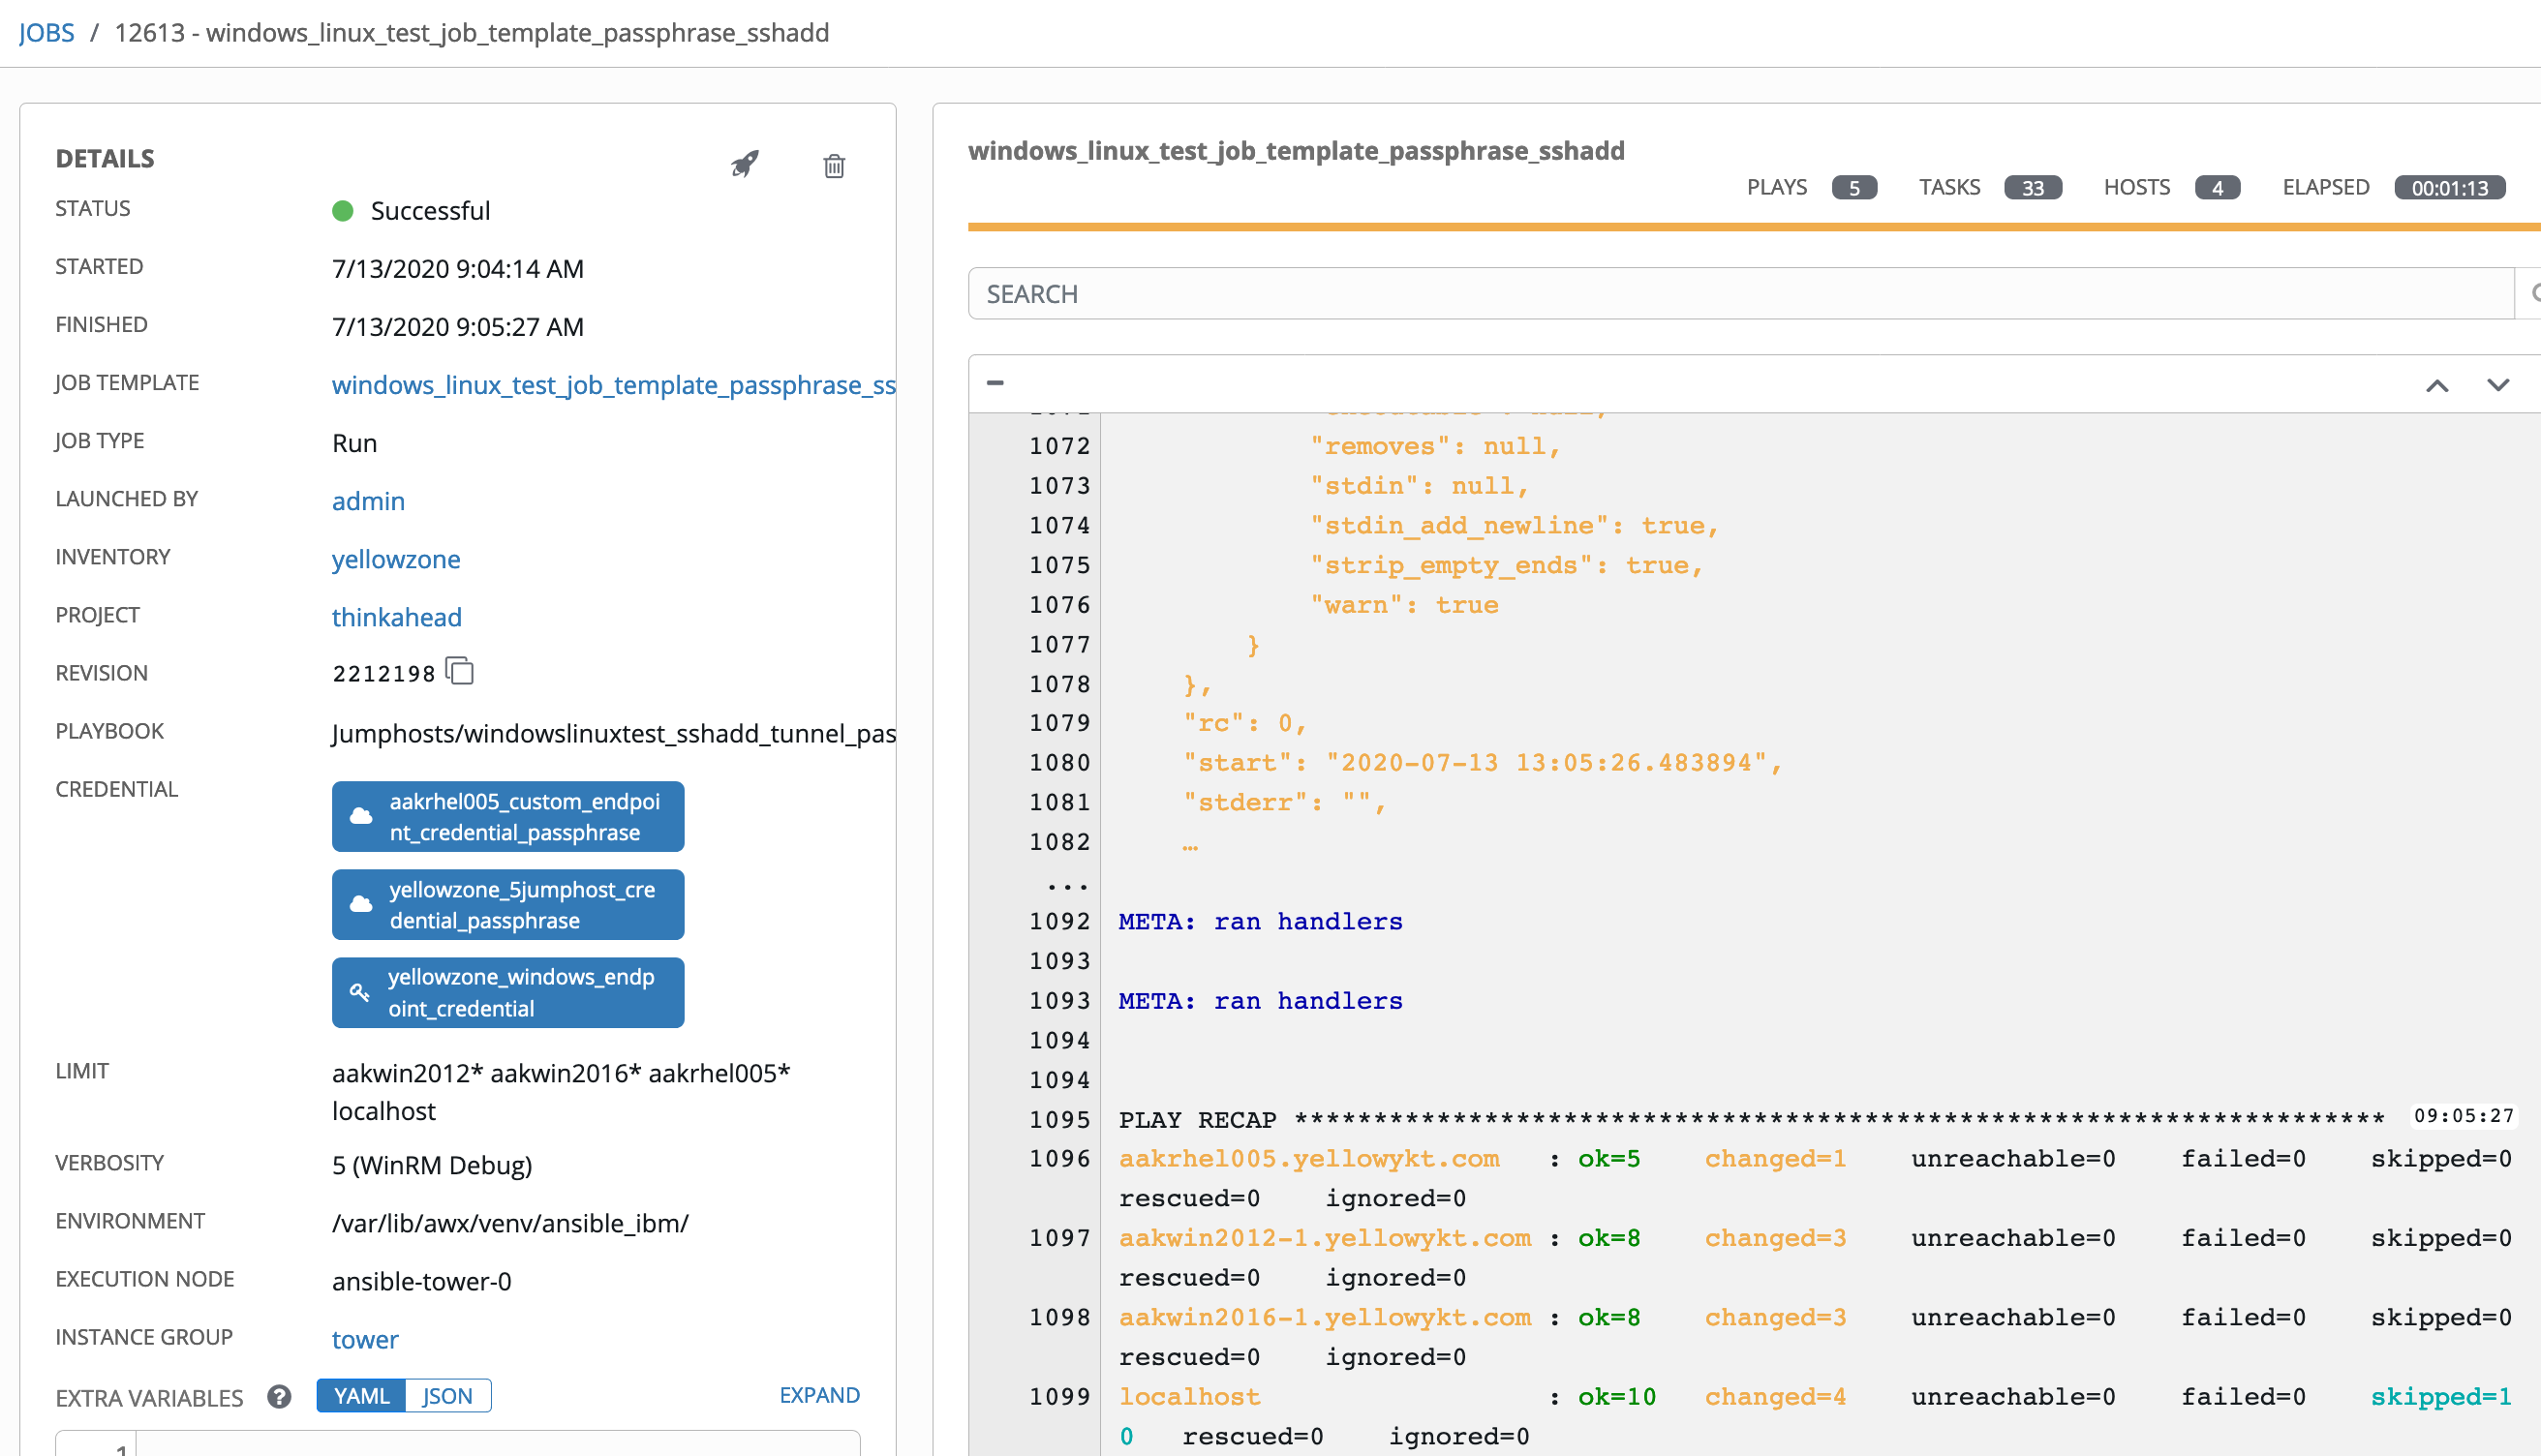 JOBS / 12613 - windows_linux_test_job_template_passphrase_sshadd
DETAILS
STATUS Successful
STARTED 7/13/2020 9:04:14 AM
FINISHED 7/13/2020 9:05:27 AM
JOB TEMPLATE windows_linux_test_job_template_passphrase_ss
JOB TYPE Run
LAUNCHED BY admin
INVENTORY yellowzone
PROJECT thinkahead
REVISION 2212198
PLAYBOOK Jumphosts/windowslinuxtest_sshadd_tunnel_pas
CREDENTIAL
aakrhel005_custom_endpoi
nt_credential_passphrase
yellowzone_5jumphost_cre
dential_passphrase
yellowzone_windows_endp
oint_credential
LIMIT aakwin2012* aakwin2016* aakrhel005*
localhost
VERBOSITY 5 (WinRM Debug)
ENVIRONMENT /var/lib/awx/venv/ansible_ibm/
EXECUTION NODE ansible-tower-0
INSTANCE GROUP tower
EXTRA VARIABLES ? YAML JSON EXPAND
1
windows_linux_test_job_template_passphrase_sshadd
PLAYS 5 TASKS 33 HOSTS 4 ELAPSED 00:01:13
SEARCH
1072 "removes": null,
1073 "stdin": null,
1074 "stdin_add_newline": true,
1075 "strip_empty_ends": true,
1076 "warn": true
1077 }
1078 },
1079 "rc": 0,
1080 "start": "2020-07-13 13:05:26.483894",
1081 "stderr": "",
1082 …
...
1092 META: ran handlers
1093
1093 META: ran handlers
1094
1094
1095 PLAY RECAP ********************************************************************* 09:05:27
1096 aakrhel005.yellowykt.com : ok=5 changed=1 unreachable=0 failed=0 skipped=0
rescued=0 ignored=0
1097 aakwin2012-1.yellowykt.com : ok=8 changed=3 unreachable=0 failed=0 skipped=0
rescued=0 ignored=0
1098 aakwin2016-1.yellowykt.com : ok=8 changed=3 unreachable=0 failed=0 skipped=0
rescued=0 ignored=0
1099 localhost : ok=10 changed=4 unreachable=0 failed=0 skipped=1
0 rescued=0 ignored=0